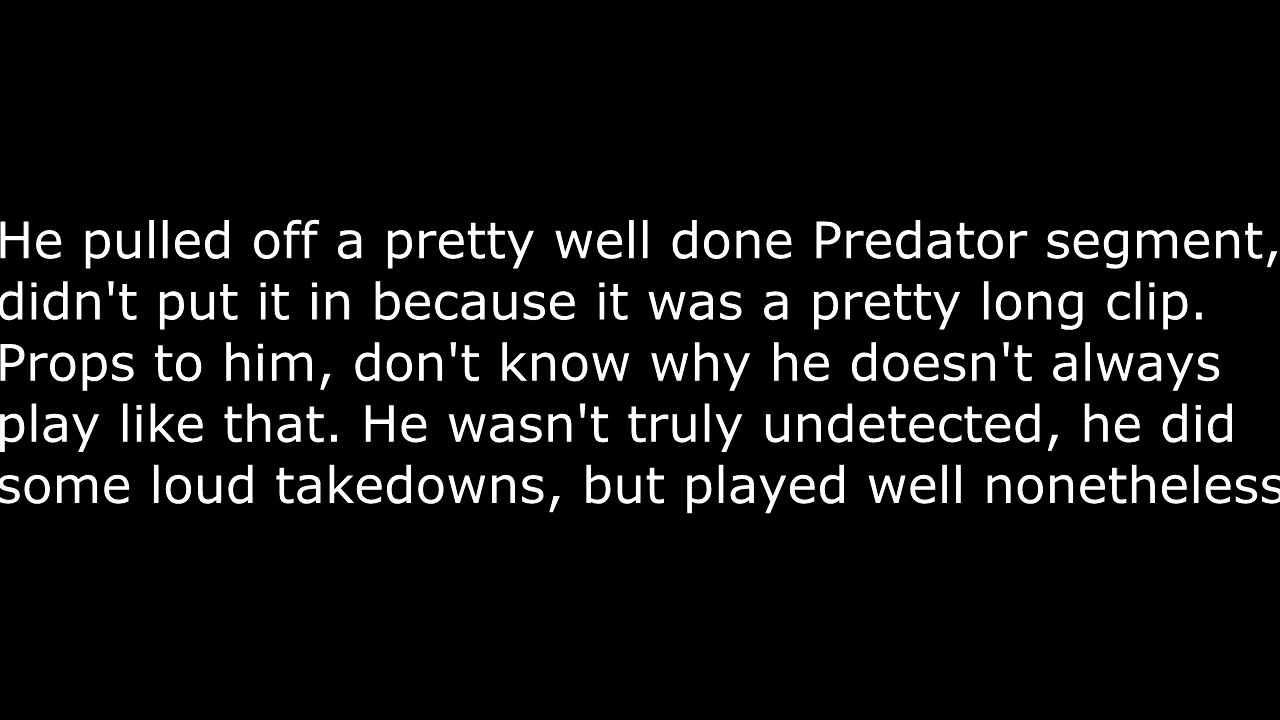 He pulled off a pretty well done Predator segment,
didn't put it in because it was a pretty long clip.
Props to him, don't know why he doesn't always
play like that. He wasn't truly undetected, he did
some loud takedowns, but played well nonetheless